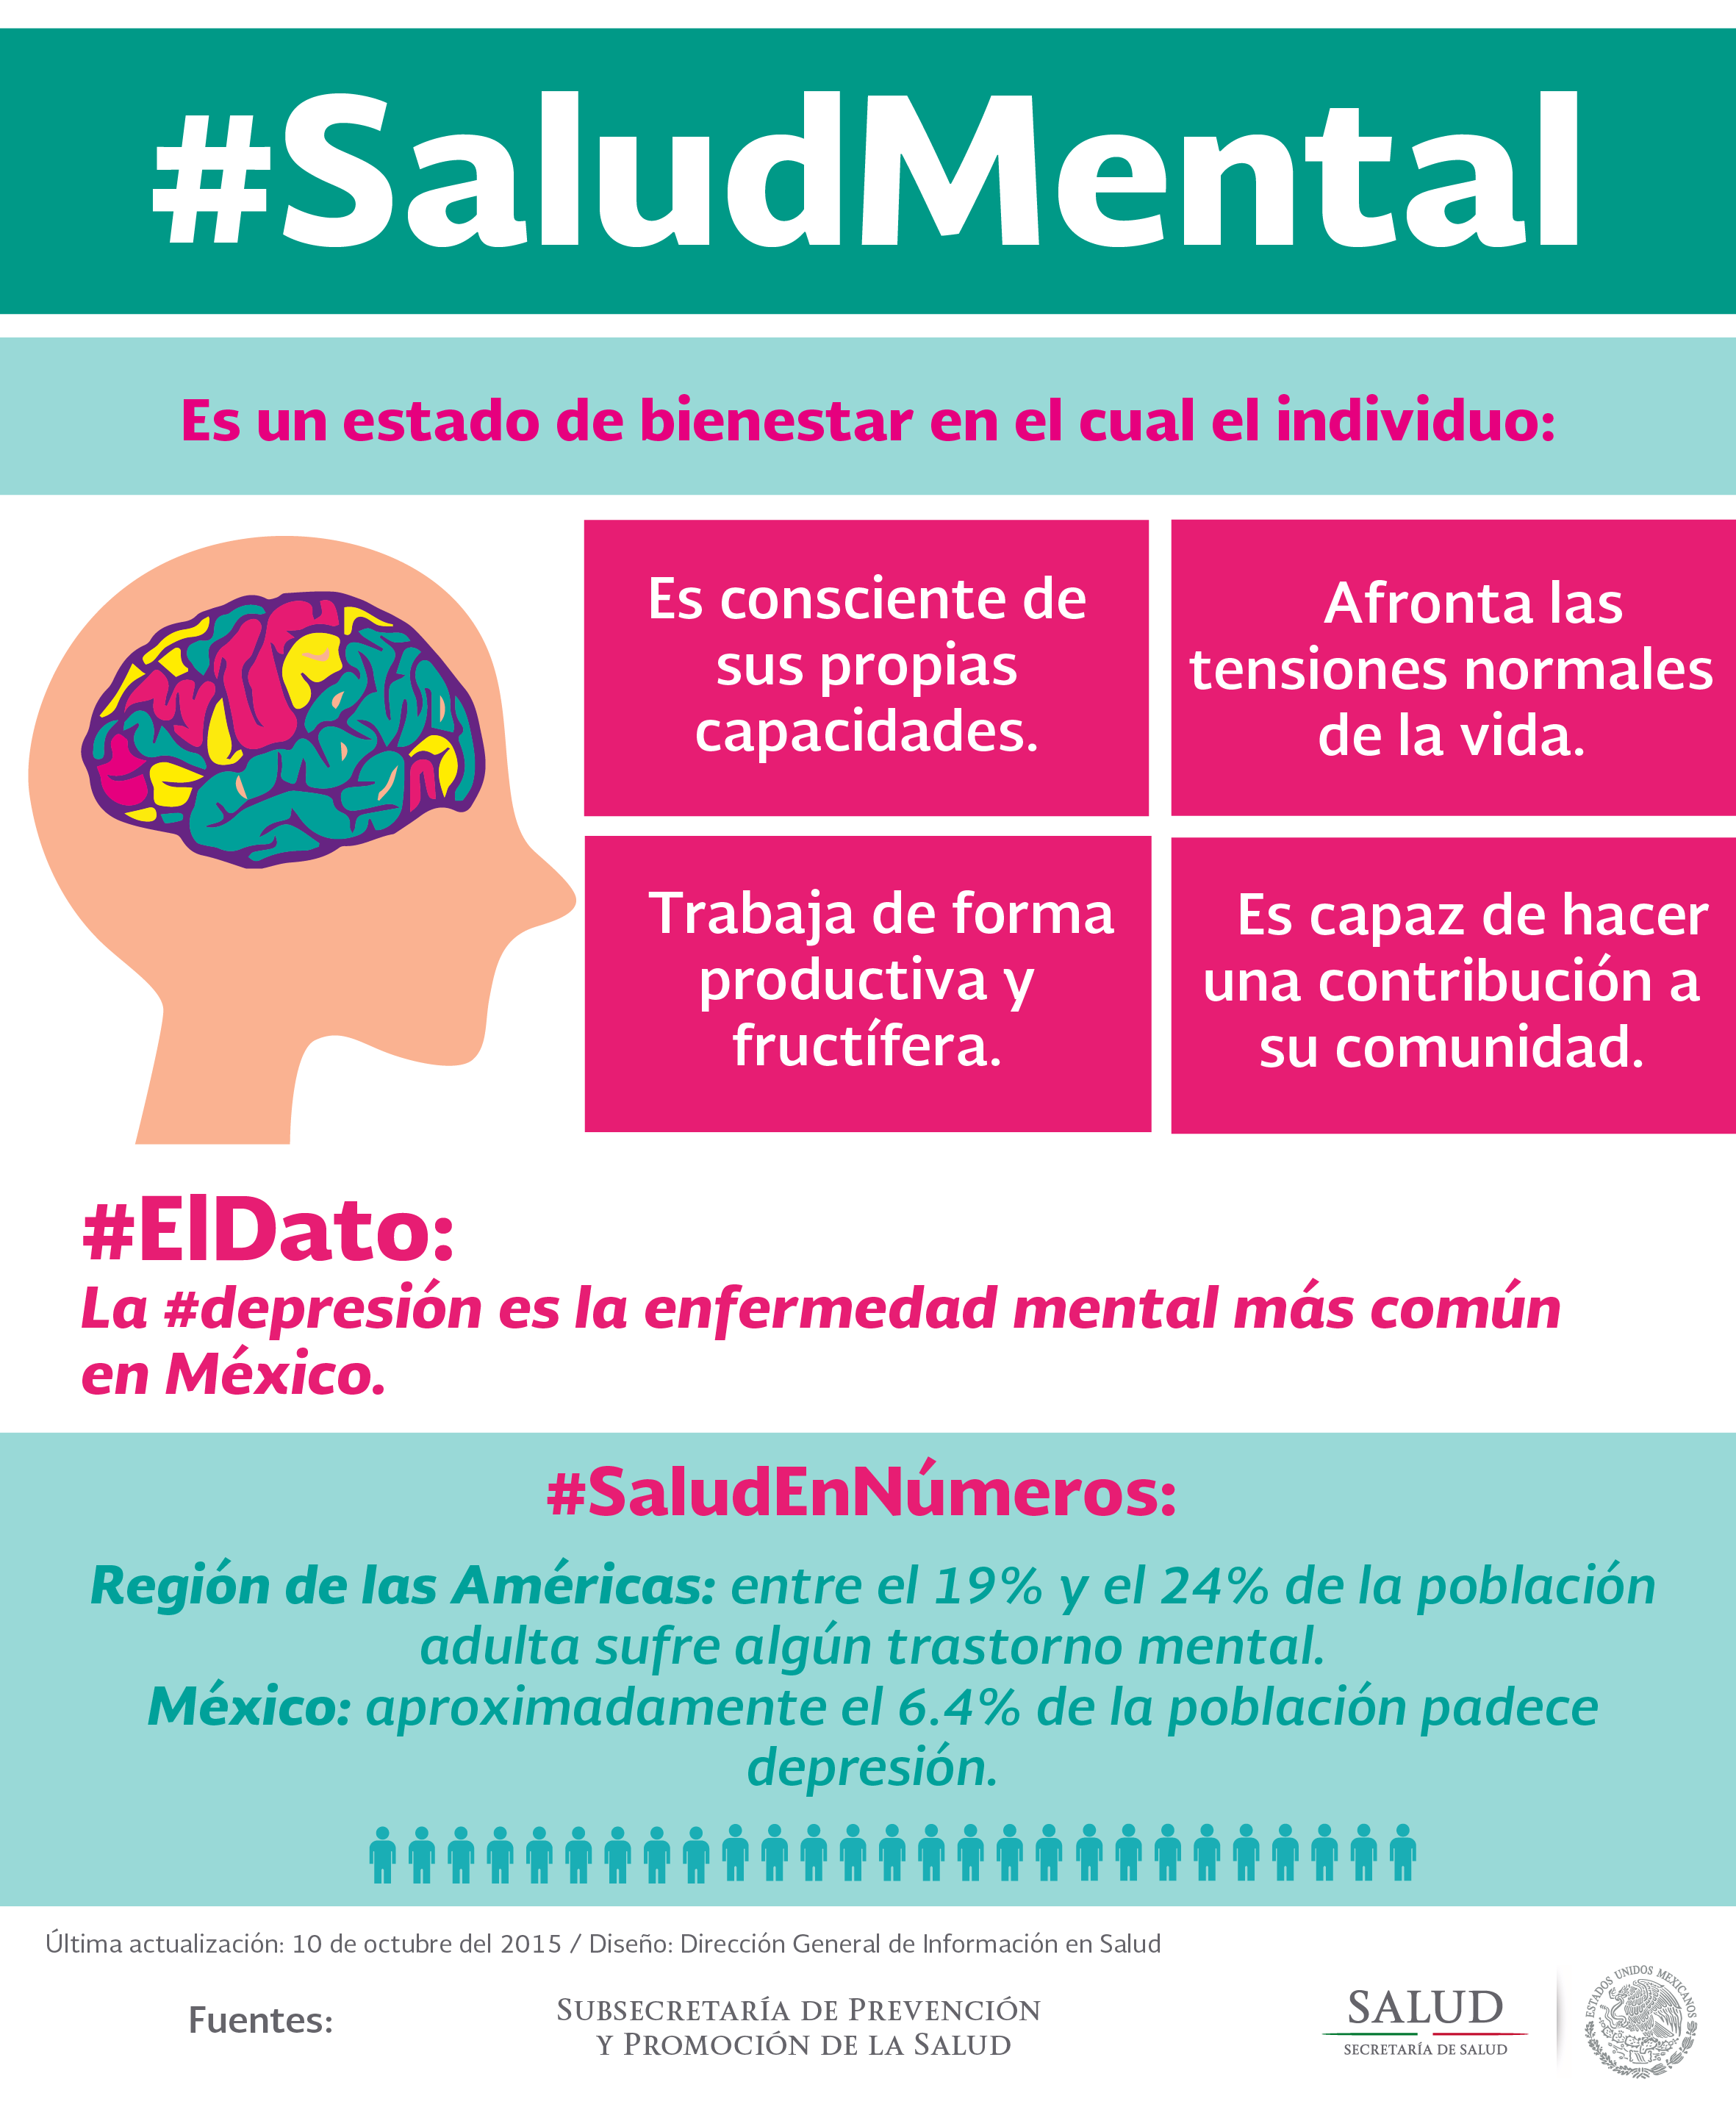 #SaludMental
Es un estado de bienestar en el cual el individuo:
Es consciente de
sus propias
capacidades.
Afronta las
tensiones normales
de la vida.
Trabaja de forma
productiva y
fructífera.
Es capaz de hacer
una contribución a
su comunidad.
#ElDato:
La #depresión es la enfermedad mental más común
en México.
#SaludEnNúmeros:
Región de las Américas: entre el 19% y el 24% de la población
adulta sufre algún trastorno mental.
México: aproximadamente el 6.4% de la población padece
depresión.
Última actualización: 10 de octubre del 2015 / Diseño: Dirección General de Información en Salud
Fuentes:
SUBSECRETARÍA DE PREVENCIÓN
Y PROMOCIÓN DE LA SALUD
SALUD
SECRETARÍA DE SALUD
ESTADOS UNIDOS MEXICANOS